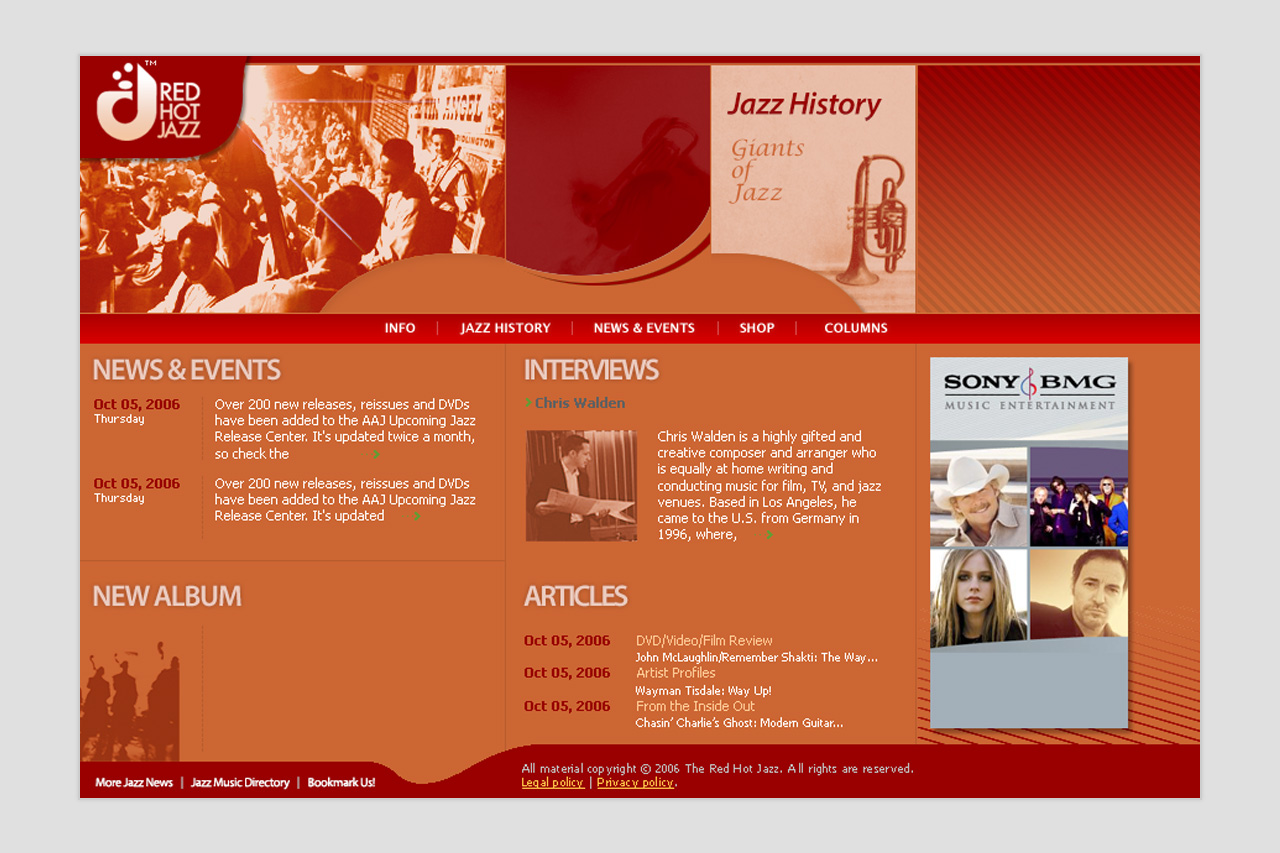 TM
RED
HOT
JAZZ
Jazz History
Giants
of
Jazz
INFO | JAZZ HISTORY | NEWS & EVENTS | SHOP | COLUMNS
NEWS & EVENTS
Oct 05, 2006
Thursday
Over 200 new releases, reissues and DVDs
have been added to the AAJ Upcoming Jazz
Release Center. It's updated twice a month,
so check the
Oct 05, 2006
Thursday
Over 200 new releases, reissues and DVDs
have been added to the AAJ Upcoming Jazz
Release Center. It's updated
NEW ALBUM
INTERVIEWS
Chris Walden
Chris Walden is a highly gifted and
creative composer and arranger who
is equally at home writing and
conducting music for film, TV, and jazz
venues. Based in Los Angeles, he
came to the U.S. from Germany in
1996, where,
ARTICLES
Oct 05, 2006 DVD/Video/Film Review
John McLaughlin/Remember Shakti: The Way...
Oct 05, 2006 Artist Profiles
Wayman Tisdale: Way Up!
Oct 05, 2006 From the Inside Out
Chasin' Charlie's Ghost: Modern Guitar...
SONY BMG
MUSIC ENTERTAINMENT
More Jazz News | Jazz Music Directory | Bookmark Us!
All material copyright © 2006 The Red Hot Jazz. All rights are reserved.
Legal policy | Privacy policy.